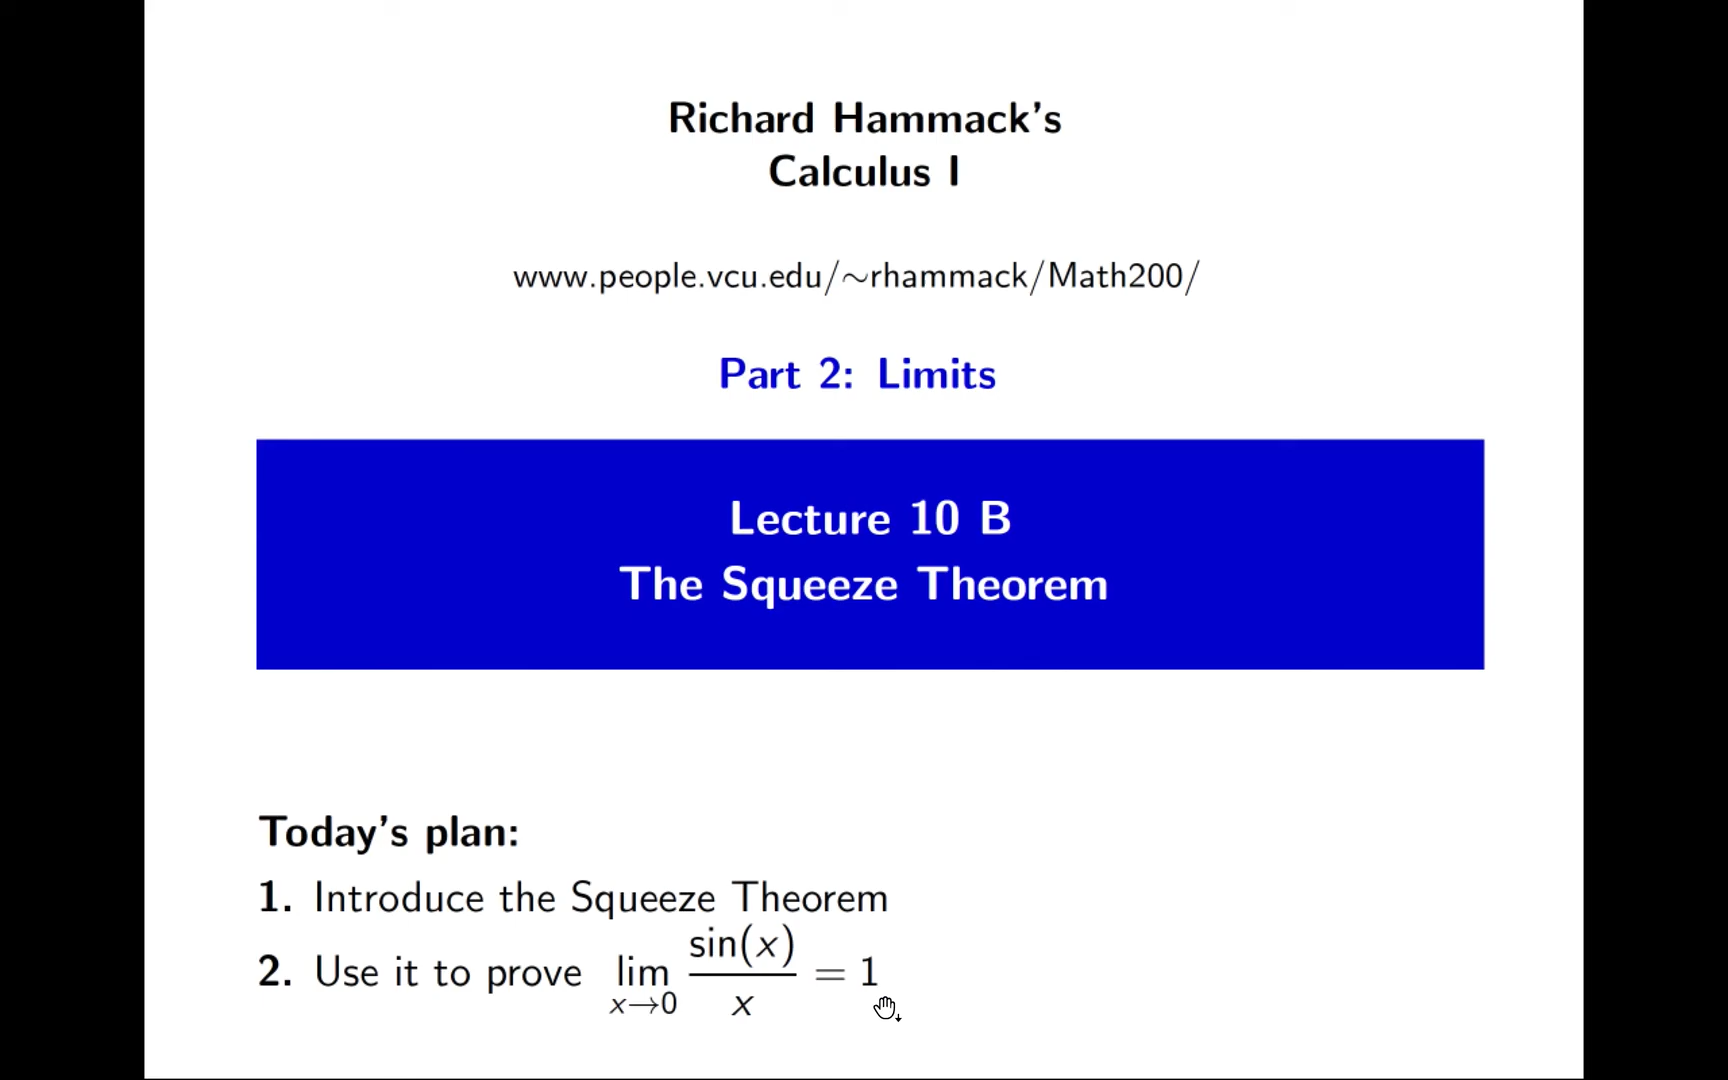 Richard Hammack's
Calculus I
www.people.vcu.edu/∼rhammack/Math200/
Part 2: Limits
Lecture 10 B
The Squeeze Theorem
Today's plan:
1. Introduce the Squeeze Theorem
2. Use it to prove lim x→0 sin(x)/x = 1